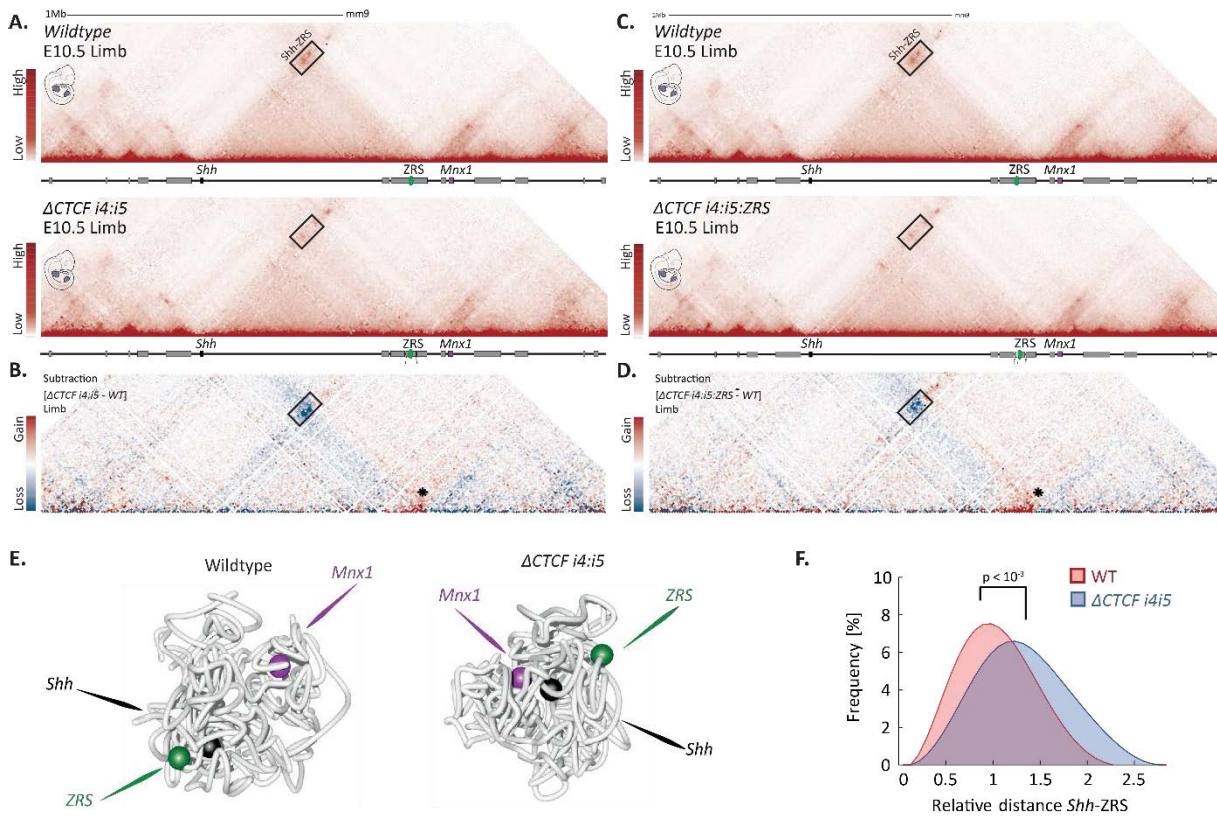 A.
1Mb
mm9
Wildtype
E10.5 Limb
Shh-ZRS
High
Low
Shh
ZRS
Mnx1
ΔCTCF i4:i5
E10.5 Limb
High
Low
Shh
ZRS
Mnx1
B.
Subtraction
[ΔCTCF i4:i5 - WT]
Limb
Gain
Loss
*
C.
1Mb
mm9
Wildtype
E10.5 Limb
Shh-ZRS
High
Low
Shh
ZRS
Mnx1
ΔCTCF i4:i5:ZRS
E10.5 Limb
High
Low
Shh
ZRS
Mnx1
D.
Subtraction
[ΔCTCF i4:i5:ZRS - WT]
Limb
Gain
Loss
*
E.
Wildtype
Mnx1
Shh
ZRS
ΔCTCF i4:i5
Mnx1
ZRS
Shh
F.
p < 10⁻³
WT
ΔCTCF i4i5
Frequency [%]
10
8
6
4
2
0
0 0.5 1 1.5 2 2.5
Relative distance Shh-ZRS